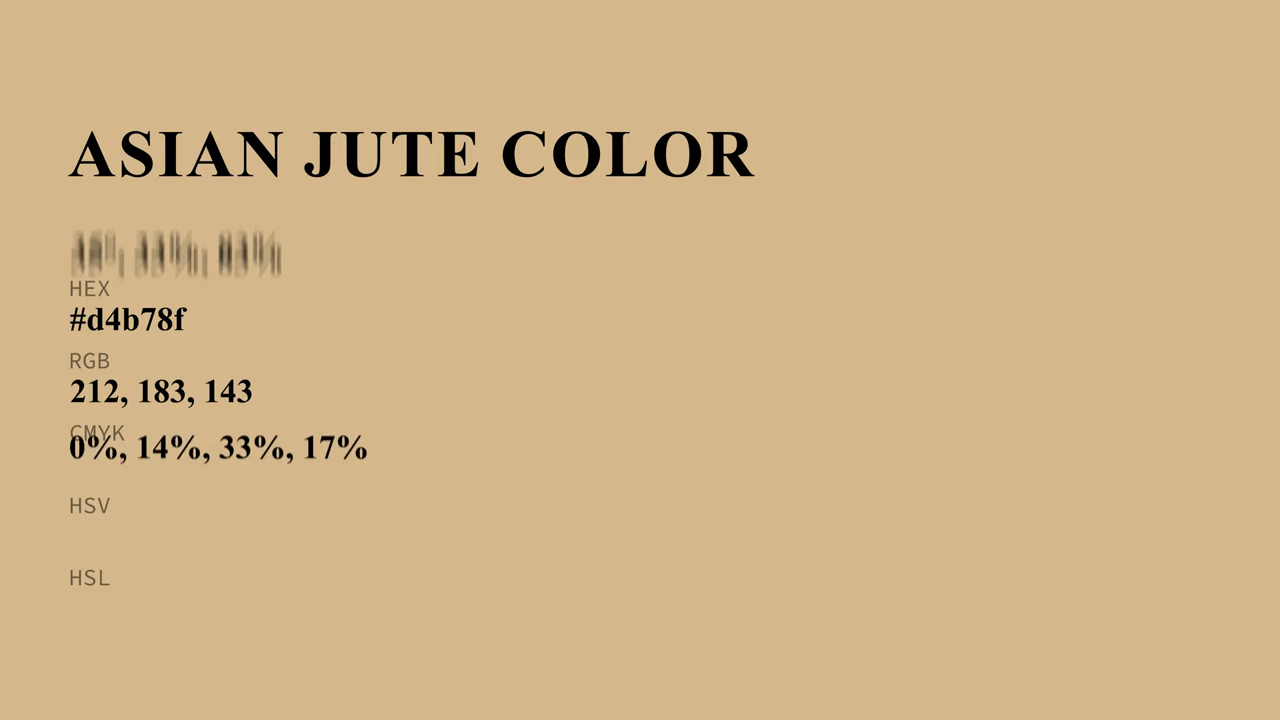 ASIAN JUTE COLOR
HEX
#d4b78f
RGB
212, 183, 143
CMYK
0%, 14%, 33%, 17%
HSV
HSL